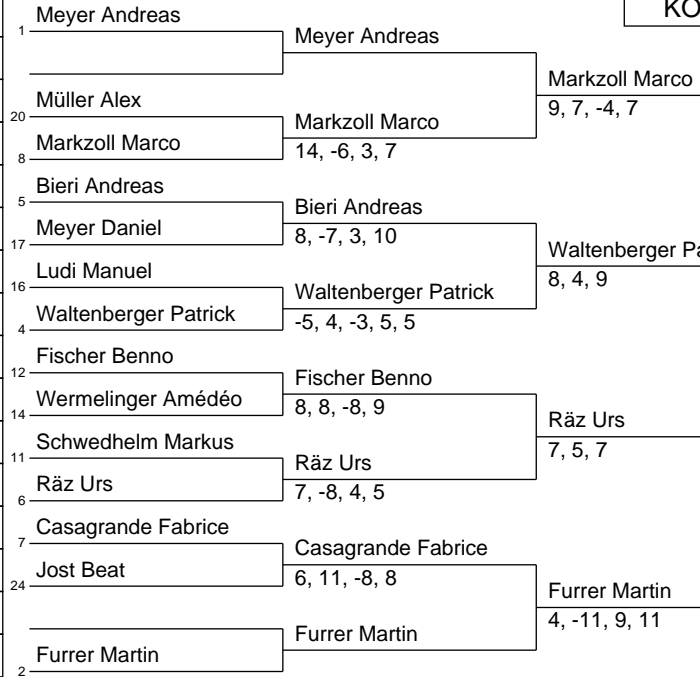 KO
Meyer Andreas
1
Meyer Andreas
Markzoll Marco
9, 7, -4, 7
Müller Alex
20
Markzoll Marco
14, -6, 3, 7
Markzoll Marco
8
Bieri Andreas
5
Bieri Andreas
8, -7, 3, 10
Meyer Daniel
17
Waltenberger
8, 4, 9
Ludi Manuel
16
Waltenberger Patrick
-5, 4, -3, 5, 5
Waltenberger Patrick
4
Fischer Benno
12
Fischer Benno
8, 8, -8, 9
Wermelinger Amédéo
14
Räz Urs
7, 5, 7
Schwedhelm Markus
11
Räz Urs
7, -8, 4, 5
Räz Urs
6
Casagrande Fabrice
7
Casagrande Fabrice
6, 11, -8, 8
Jost Beat
24
Furrer Martin
4, -11, 9, 11
Furrer Martin
Furrer Martin
2